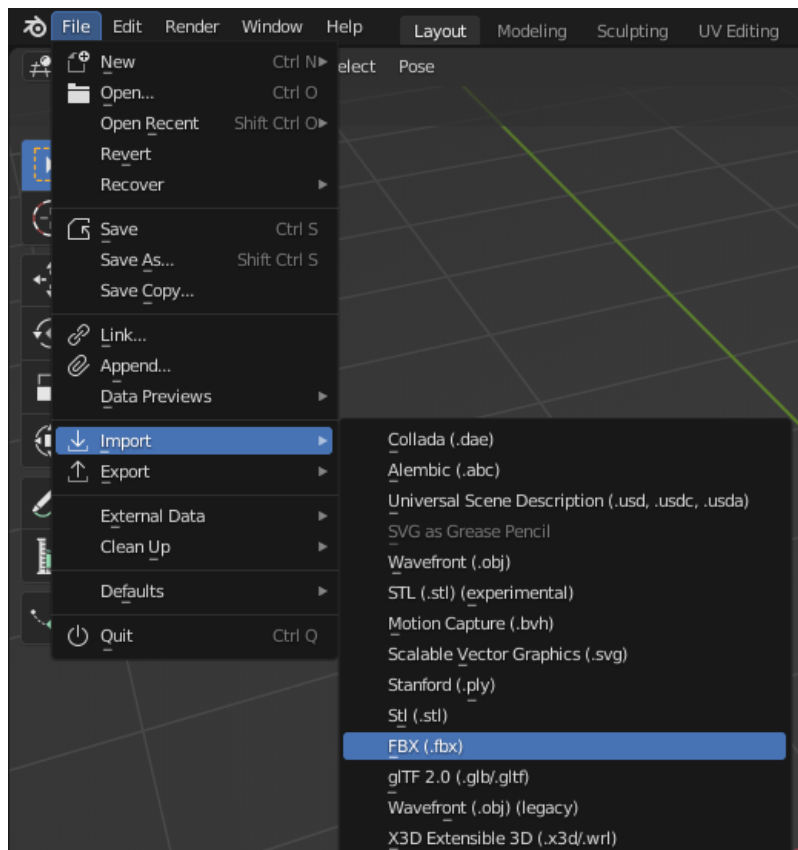 File Edit Render Window Help Layout Modeling Sculpting UV Editing
New Ctrl N
elect Pose
Open... Ctrl O
Open Recent Shift Ctrl O
Revert
Recover
Save Ctrl S
Save As... Shift Ctrl S
Save Copy...
Link...
Append...
Data Previews
Import
Export
External Data
Clean Up
Defaults
Quit Ctrl Q
Collada (.dae)
Alembic (.abc)
Universal Scene Description (.usd, .usdc, .usda)
SVG as Grease Pencil
Wavefront (.obj)
STL (.stl) (experimental)
Motion Capture (.bvh)
Scalable Vector Graphics (.svg)
Stanford (.ply)
Stl (.stl)
FBX (.fbx)
glTF 2.0 (.glb/.gltf)
Wavefront (.obj) (legacy)
X3D Extensible 3D (.x3d/.wrl)